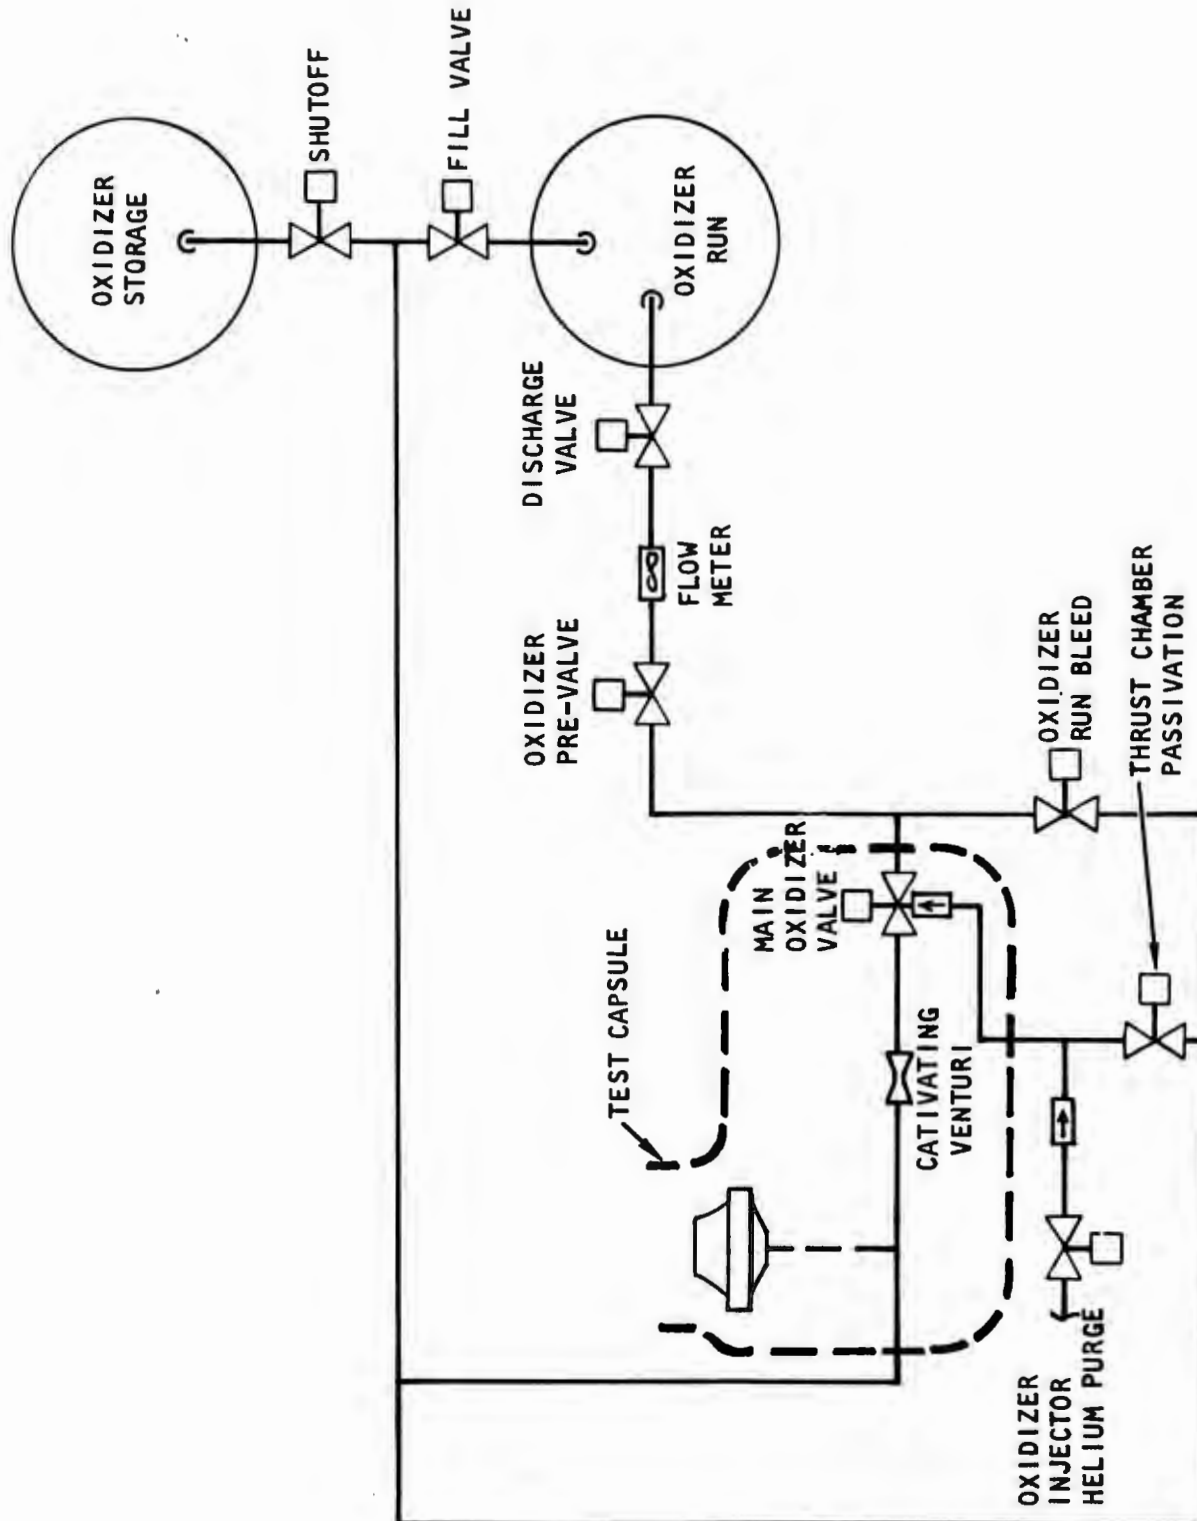 OXIDIZER
STORAGE
SHUTOFF
FILL VALVE
OXIDIZER
RUN
DISCHARGE
VALVE
FLOW
METER
OXIDIZER
PRE-VALVE
OXIDIZER
RUN BLEED
THRUST CHAMBER
PASSIVATION
MAIN
OXIDIZER
VALVE
TEST CAPSULE
CATIVATING
VENTURI
OXIDIZER
INJECTOR
HELIUM PURGE